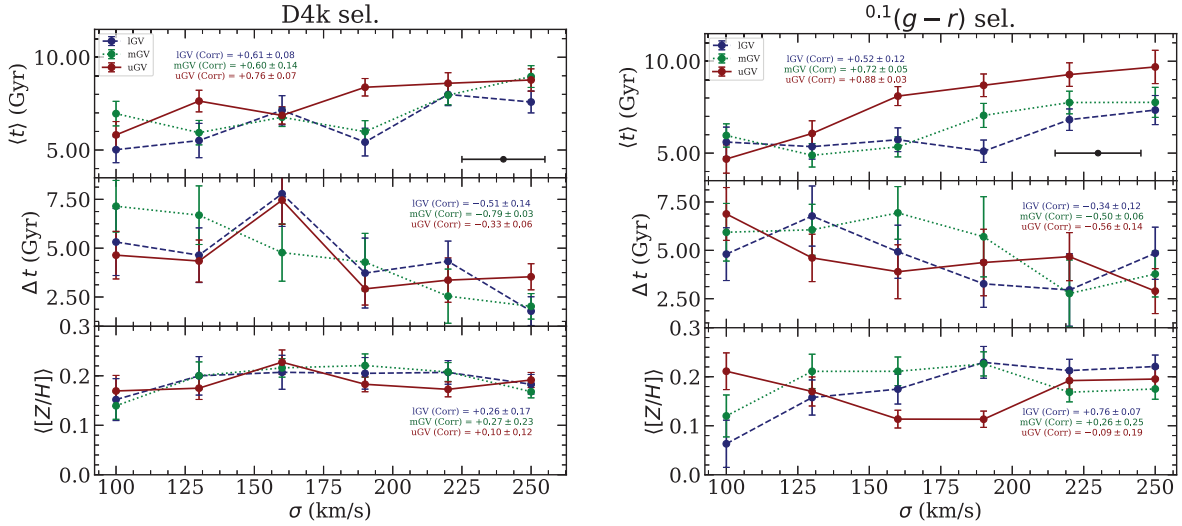 D4k sel.
lGV
mGV
uGV
lGV (Corr) = +0.61 ± 0.08
mGV (Corr) = +0.60 ± 0.14
uGV (Corr) = +0.76 ± 0.07
10.00
7.50
5.00
⟨t⟩ (Gyr)
lGV (Corr) = −0.51 ± 0.14
mGV (Corr) = −0.79 ± 0.03
uGV (Corr) = −0.33 ± 0.06
7.50
5.00
2.50
Δ t (Gyr)
0.3
0.2
0.1
0.0
⟨[Z/H]⟩
lGV (Corr) = +0.26 ± 0.17
mGV (Corr) = +0.27 ± 0.23
uGV (Corr) = +0.10 ± 0.12
100 125 150 175 200 225 250
σ (km/s)
0.1(g − r) sel.
lGV
mGV
uGV
lGV (Corr) = +0.52 ± 0.12
mGV (Corr) = +0.72 ± 0.05
uGV (Corr) = +0.88 ± 0.03
10.00
7.50
5.00
⟨t⟩ (Gyr)
lGV (Corr) = −0.34 ± 0.12
mGV (Corr) = −0.50 ± 0.06
uGV (Corr) = −0.56 ± 0.14
7.50
5.00
2.50
Δ t (Gyr)
0.3
0.2
0.1
0.0
⟨[Z/H]⟩
lGV (Corr) = +0.76 ± 0.07
mGV (Corr) = +0.26 ± 0.25
uGV (Corr) = −0.09 ± 0.19
100 125 150 175 200 225 250
σ (km/s)